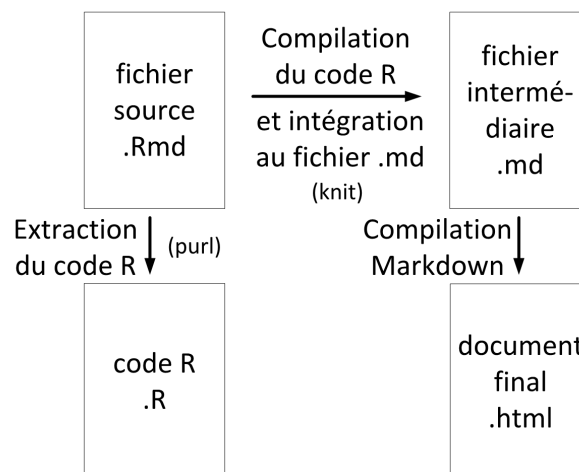 fichier
source
.Rmd
Compilation
du code R
et intégration
au fichier .md
(knit)
fichier
intermé-
diaire
.md
Extraction
du code R
(purl)
Compilation
Markdown
code R
.R
document
final
.html